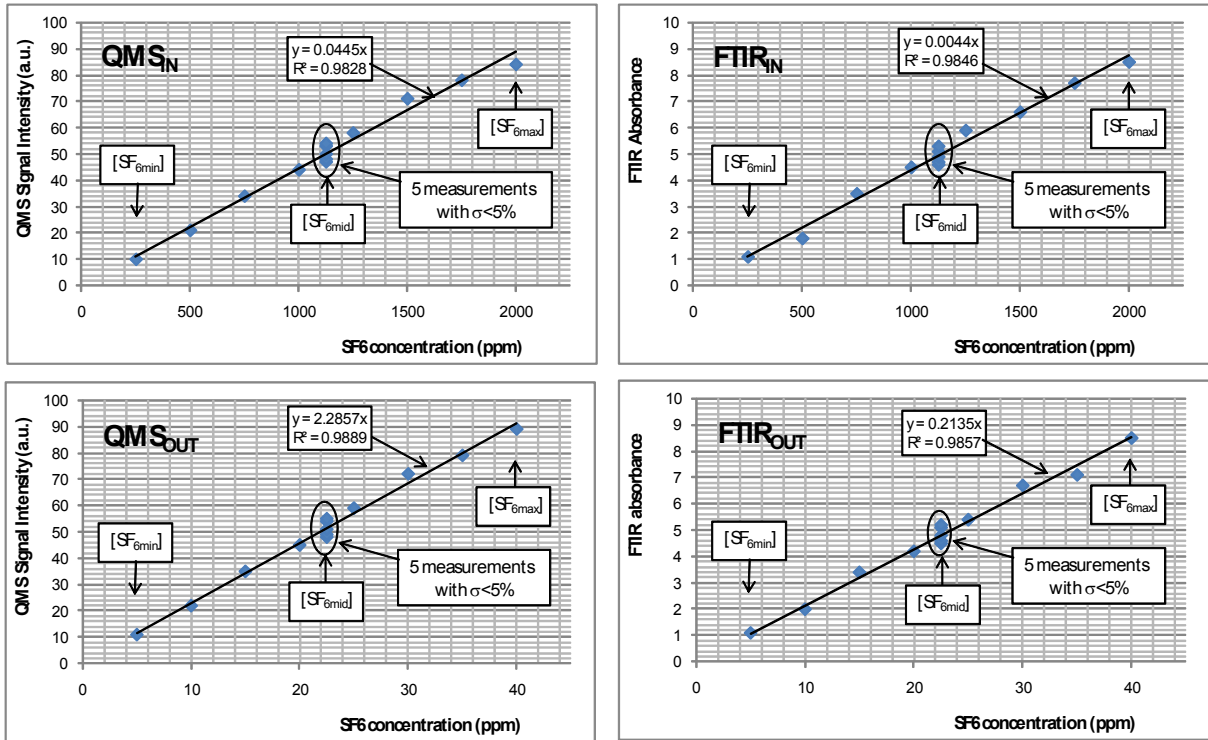 QMSIN
y = 0.0445x
R² = 0.9828
[SF6min]
[SF6max]
[SF6mid]
5 measurements
with σ<5%
QMS Signal Intensity (a.u.)
100
90
80
70
60
50
40
30
20
10
0
0 500 1000 1500 2000
SF6 concentration (ppm)
FTIRIN
y = 0.0044x
R² = 0.9846
[SF6min]
[SF6max]
[SF6mid]
5 measurements
with σ<5%
FTIR Absorbance
10
9
8
7
6
5
4
3
2
1
0
0 500 1000 1500 2000
SF6 concentration (ppm)
QMSOUT
y = 2.2857x
R² = 0.9889
[SF6min]
[SF6max]
[SF6mid]
5 measurements
with σ<5%
QMS Signal Intensity (a.u.)
100
90
80
70
60
50
40
30
20
10
0
0 10 20 30 40
SF6 concentration (ppm)
FTIROUT
y = 0.2135x
R² = 0.9857
[SF6min]
[SF6max]
[SF6mid]
5 measurements
with σ<5%
FTIR absorbance
10
9
8
7
6
5
4
3
2
1
0
0 10 20 30 40
SF6 concentration (ppm)